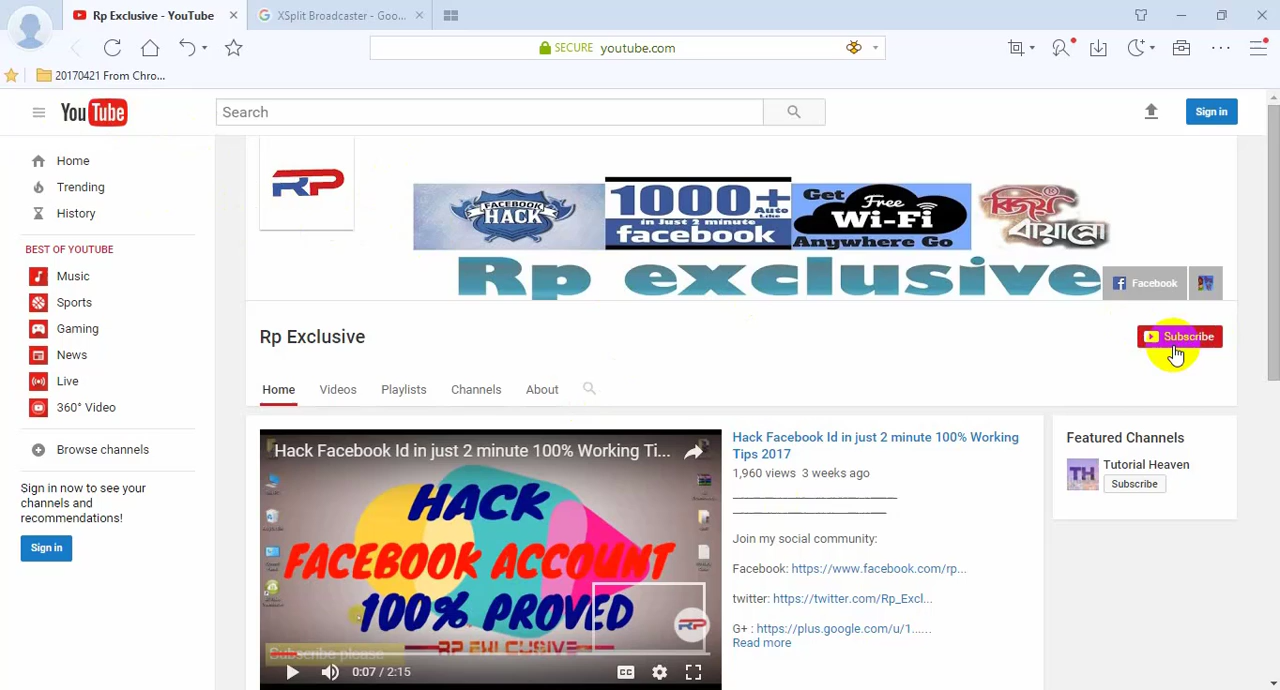 Rp Exclusive - YouTube
XSplit Broadcaster - Goo...
SECURE youtube.com
20170421 From Chro...
YouTube
Search
Sign in
Home
Trending
History
BEST OF YOUTUBE
Music
Sports
Gaming
News
Live
360° Video
Browse channels
Sign in now to see your
channels and
recommendations!
Sign in
RP
FACEBOOK
HACK
1000+ Auto Like
in Just 2 minute
facebook
Get Free
Wi-Fi
Anywhere Go
বিজয়
বায়ান্নো
Rp exclusive
Facebook
Rp Exclusive
Subscribe
Home
Videos
Playlists
Channels
About
Hack Facebook Id in just 2 minute 100% Working Ti...
HACK
FACEBOOK ACCOUNT
100% PROVED
RP
RP EXCLUSIVE
Subscribe please
0:07 / 2:15
CC
Hack Facebook Id in just 2 minute 100% Working
Tips 2017
1,960 views 3 weeks ago
Join my social community:
Facebook: https://www.facebook.com/rp...
twitter: https://twitter.com/Rp_Excl...
G+ : https://plus.google.com/u/1......
Read more
Featured Channels
TH
Tutorial Heaven
Subscribe